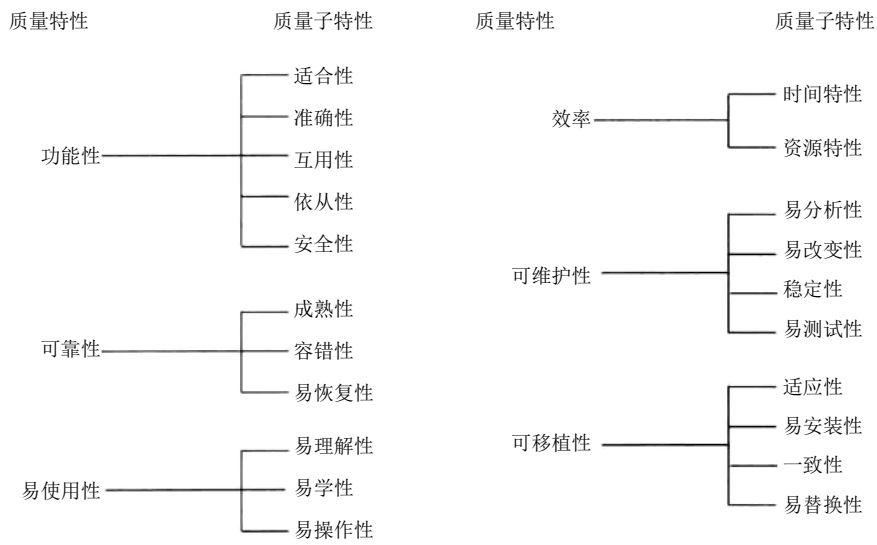 质量特性
质量子特性
功能性
适合性
准确性
互用性
依从性
安全性
可靠性
成熟性
容错性
易恢复性
易使用性
易理解性
易学性
易操作性
质量特性
质量子特性
效率
时间特性
资源特性
可维护性
易分析性
易改变性
稳定性
易测试性
可移植性
适应性
易安装性
一致性
易替换性